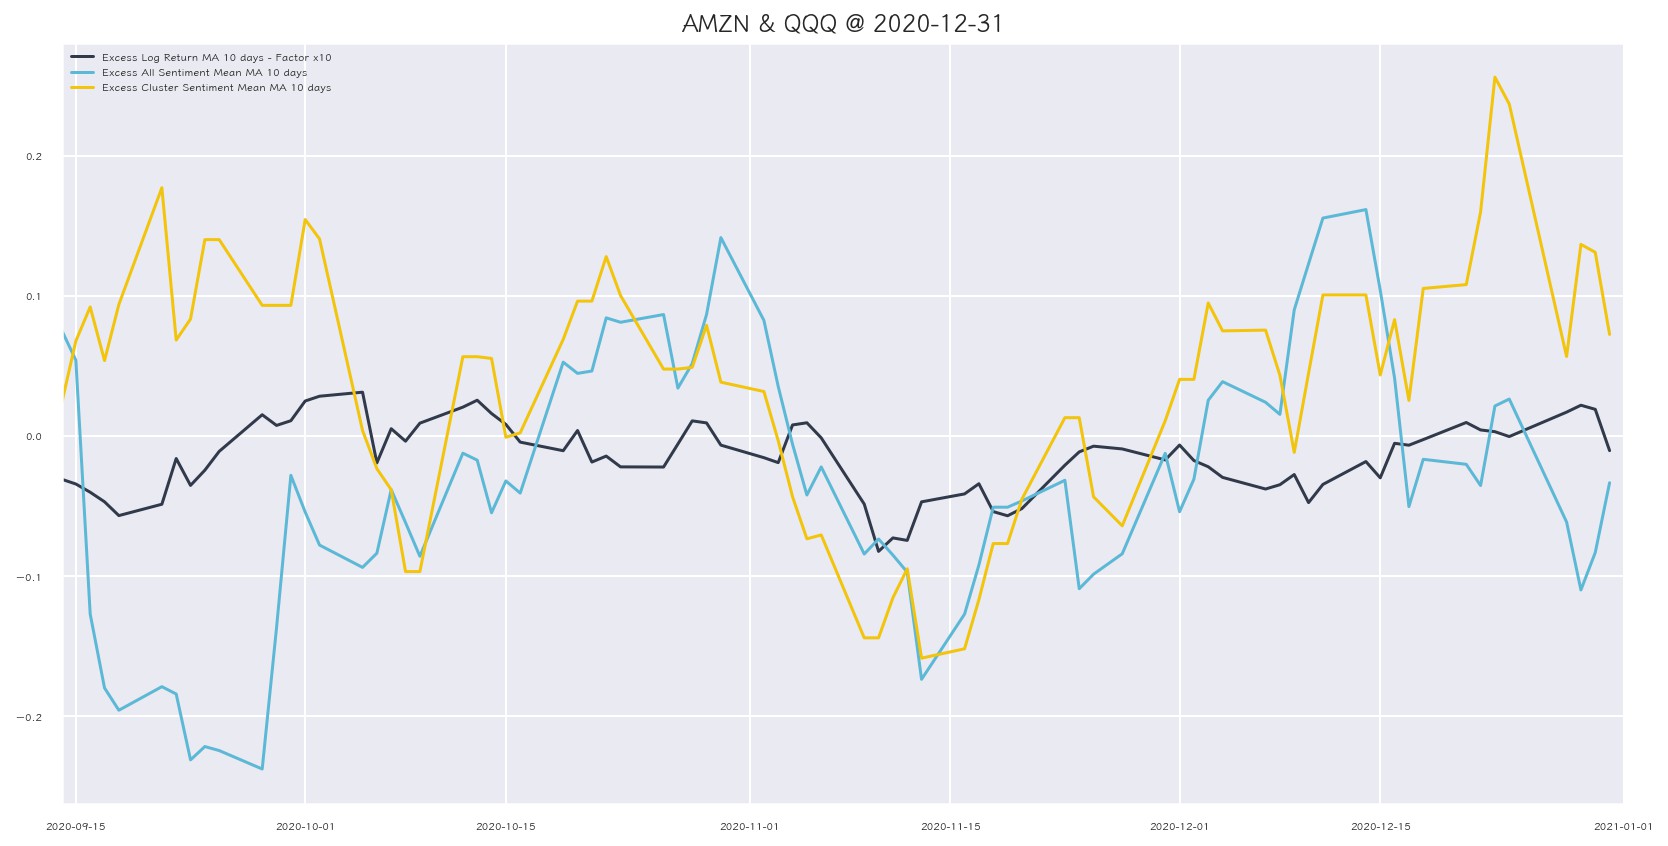 AMZN & QQQ @ 2020-12-31
Excess Log Return MA 10 days - Factor x10
Excess All Sentiment Mean MA 10 days
Excess Cluster Sentiment Mean MA 10 days
0.2
0.1
0.0
−0.1
−0.2
2020-09-15 2020-10-01 2020-10-15 2020-11-01 2020-11-15 2020-12-01 2020-12-15 2021-01-01